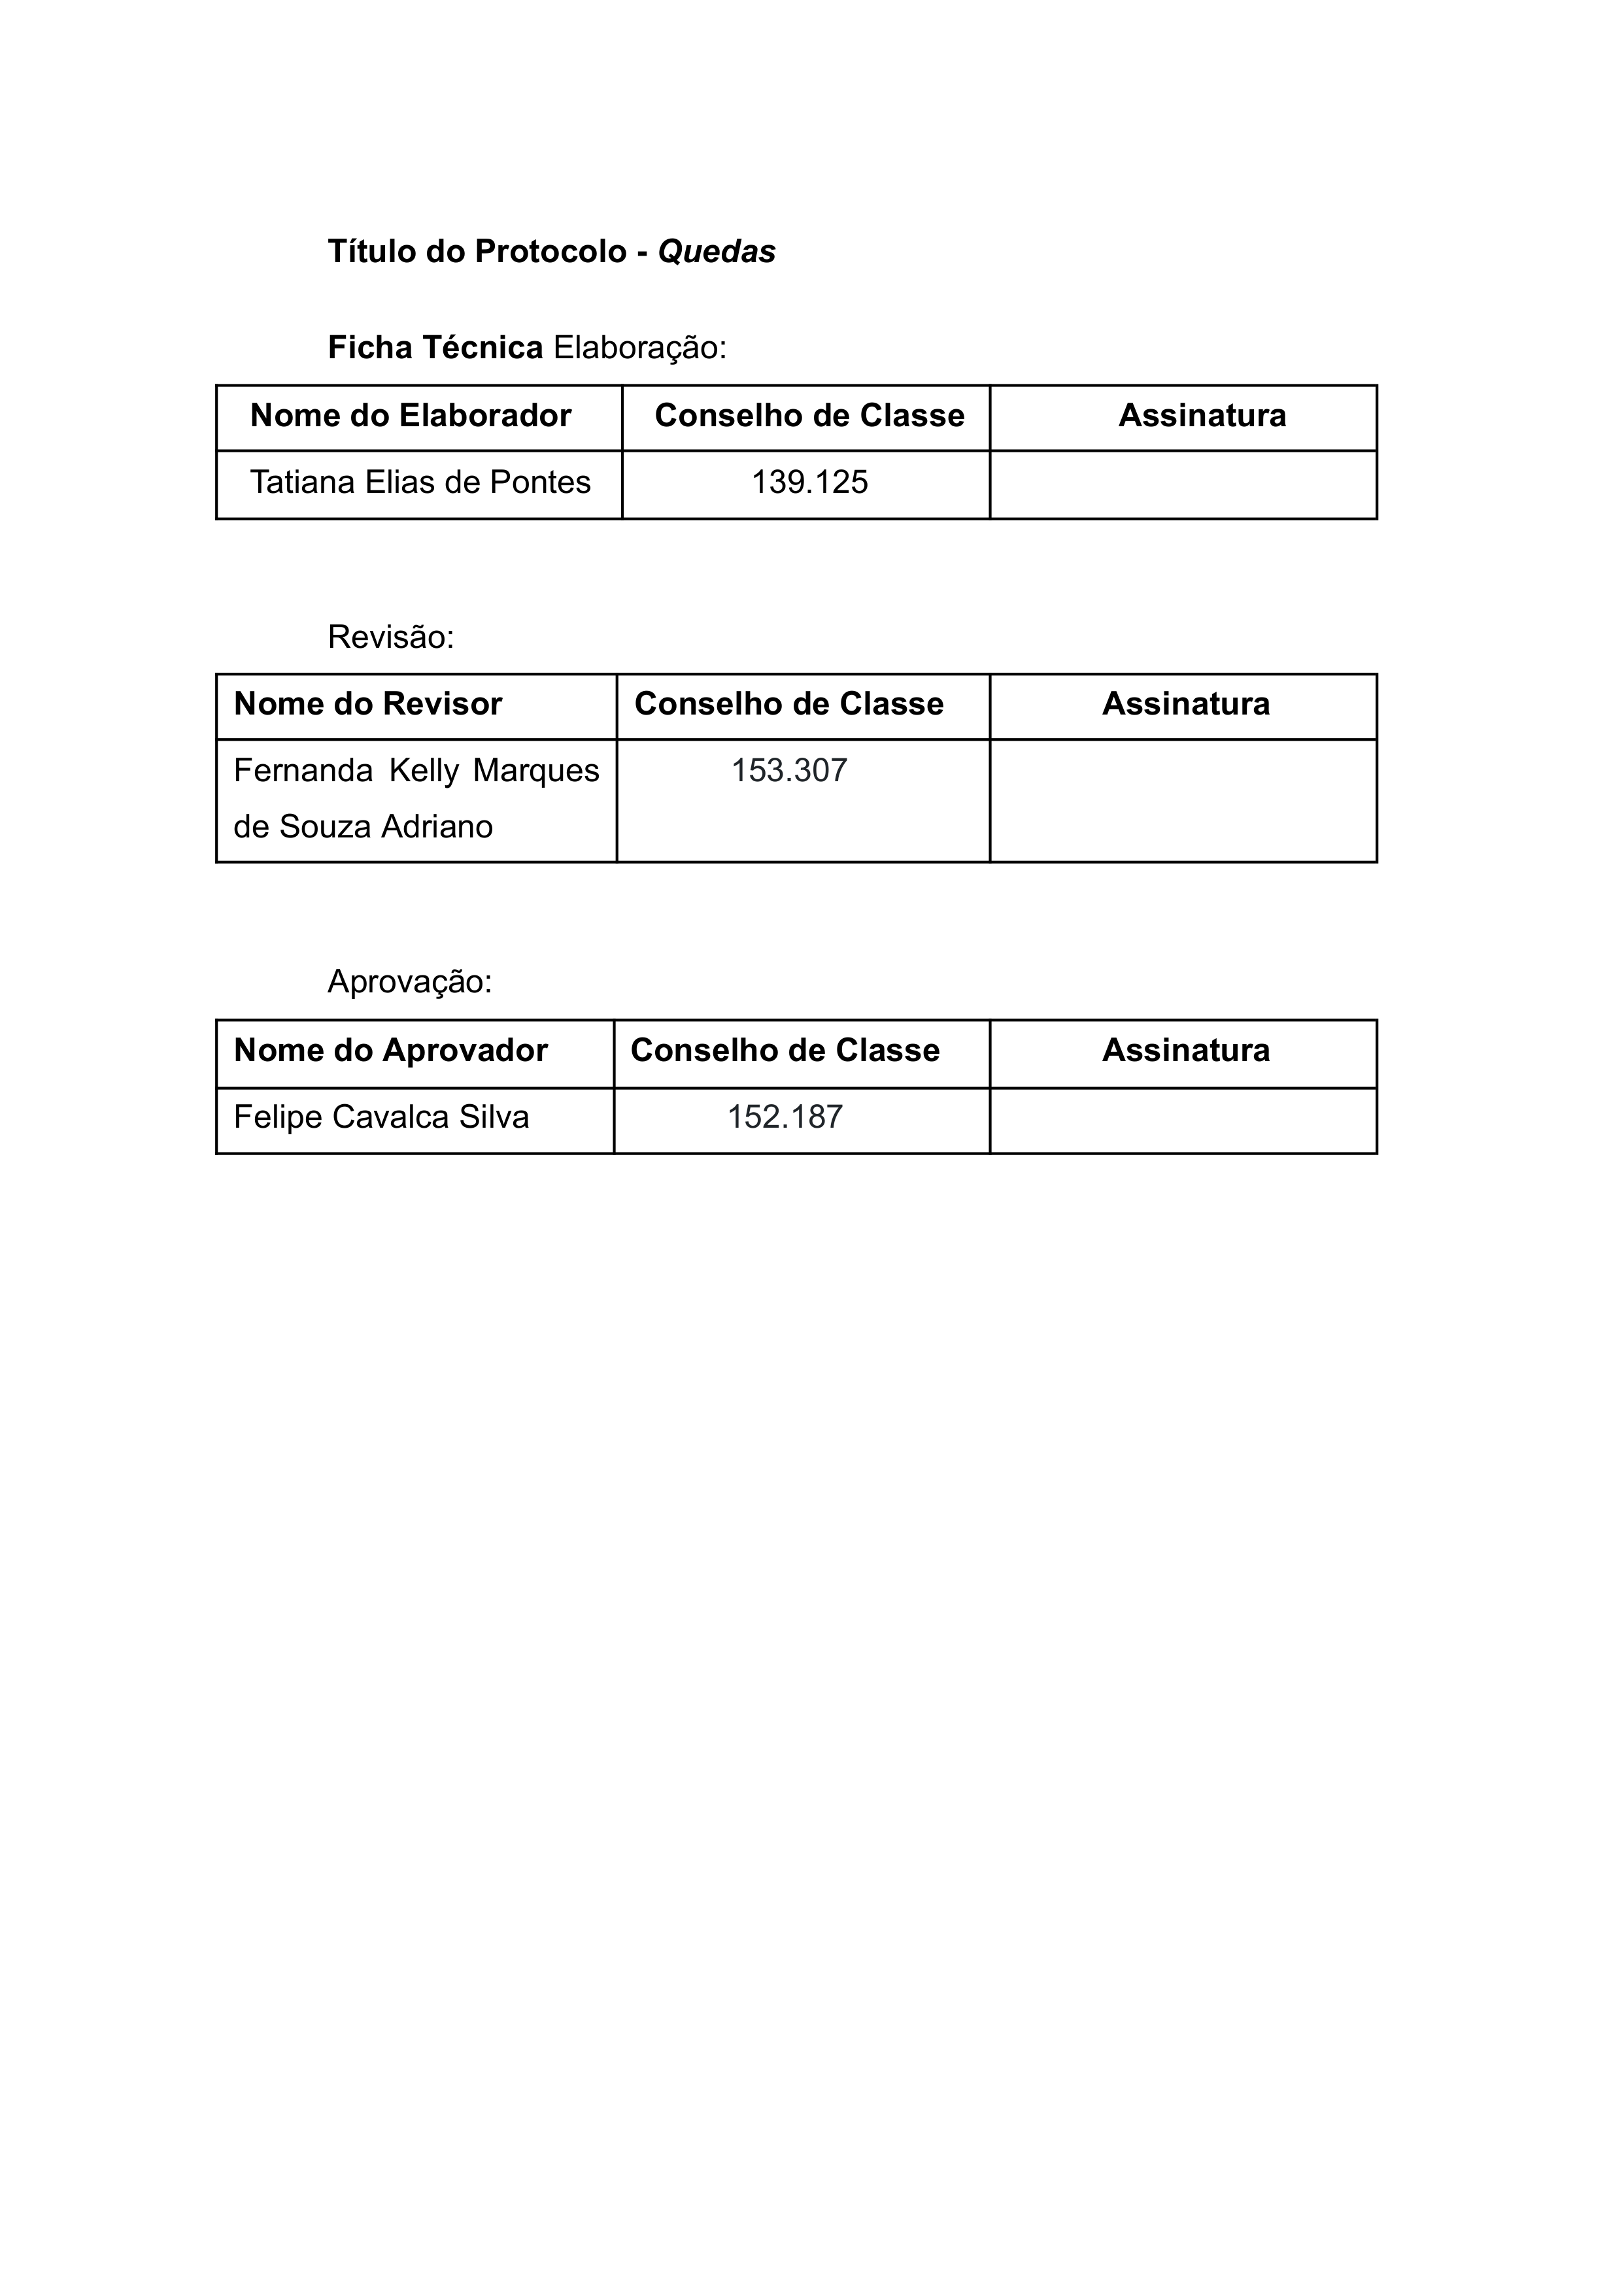 Título do Protocolo - Quedas
Ficha Técnica Elaboração:
Nome do Elaborador Conselho de Classe Assinatura
Tatiana Elias de Pontes 139.125
Revisão:
Nome do Revisor Conselho de Classe Assinatura
Fernanda Kelly Marques 153.307
de Souza Adriano
Aprovação:
Nome do Aprovador Conselho de Classe Assinatura
Felipe Cavalca Silva 152.187